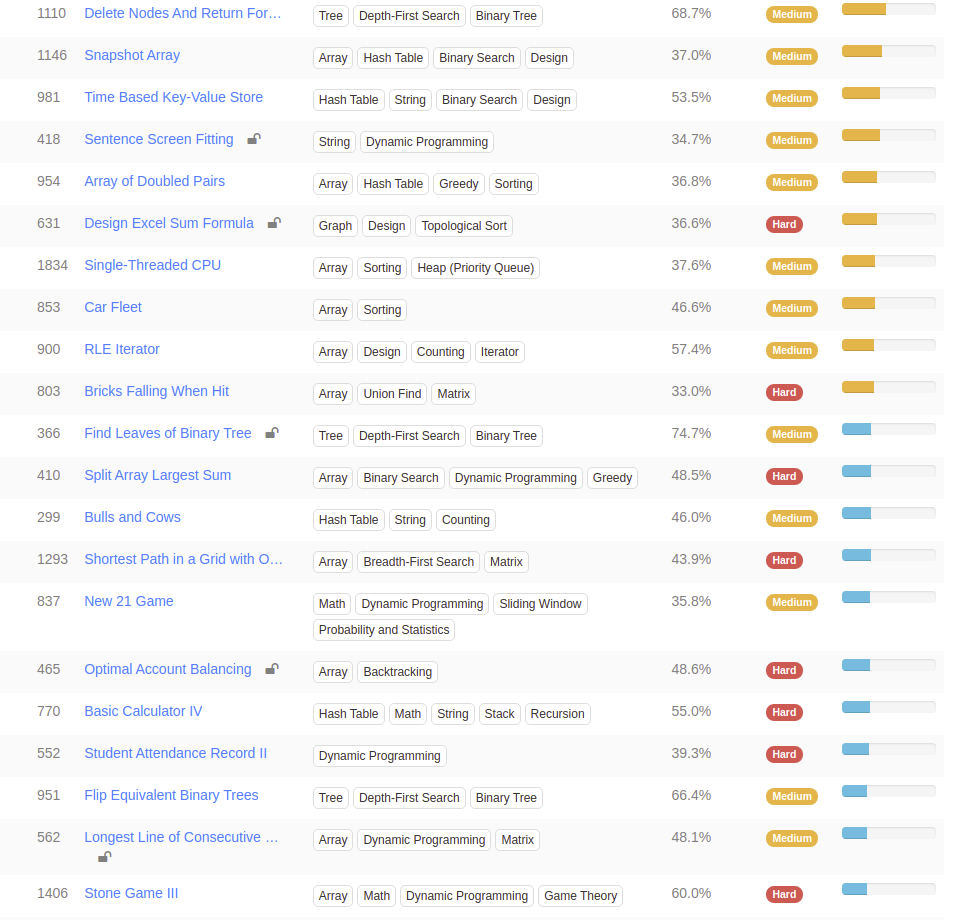 1110 Delete Nodes And Return For… Tree Depth-First Search Binary Tree 68.7% Medium
1146 Snapshot Array Array Hash Table Binary Search Design 37.0% Medium
981 Time Based Key-Value Store Hash Table String Binary Search Design 53.5% Medium
418 Sentence Screen Fitting String Dynamic Programming 34.7% Medium
954 Array of Doubled Pairs Array Hash Table Greedy Sorting 36.8% Medium
631 Design Excel Sum Formula Graph Design Topological Sort 36.6% Hard
1834 Single-Threaded CPU Array Sorting Heap (Priority Queue) 37.6% Medium
853 Car Fleet Array Sorting 46.6% Medium
900 RLE Iterator Array Design Counting Iterator 57.4% Medium
803 Bricks Falling When Hit Array Union Find Matrix 33.0% Hard
366 Find Leaves of Binary Tree Tree Depth-First Search Binary Tree 74.7% Medium
410 Split Array Largest Sum Array Binary Search Dynamic Programming Greedy 48.5% Hard
299 Bulls and Cows Hash Table String Counting 46.0% Medium
1293 Shortest Path in a Grid with O… Array Breadth-First Search Matrix 43.9% Hard
837 New 21 Game Math Dynamic Programming Sliding Window 35.8% Medium
Probability and Statistics
465 Optimal Account Balancing Array Backtracking 48.6% Hard
770 Basic Calculator IV Hash Table Math String Stack Recursion 55.0% Hard
552 Student Attendance Record II Dynamic Programming 39.3% Hard
951 Flip Equivalent Binary Trees Tree Depth-First Search Binary Tree 66.4% Medium
562 Longest Line of Consecutive … Array Dynamic Programming Matrix 48.1% Medium
1406 Stone Game III Array Math Dynamic Programming Game Theory 60.0% Hard